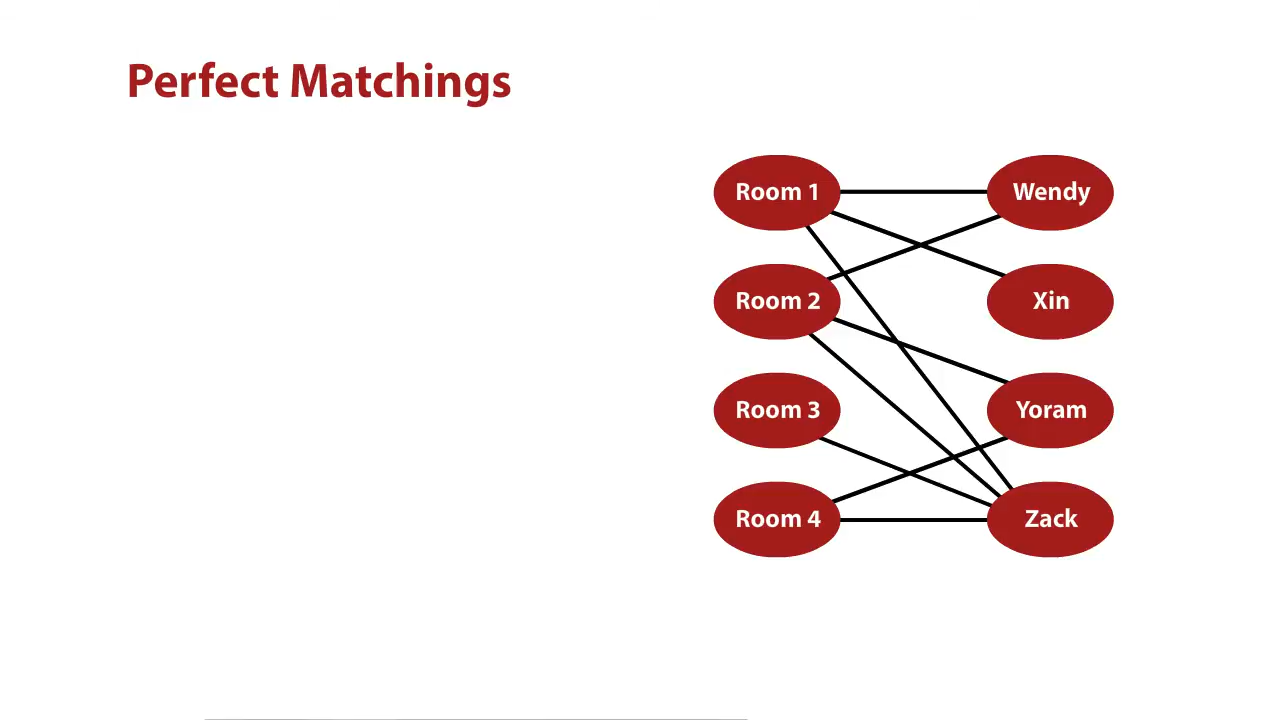 Perfect Matchings
Room 1 Wendy
Room 2 Xin
Room 3 Yoram
Room 4 Zack